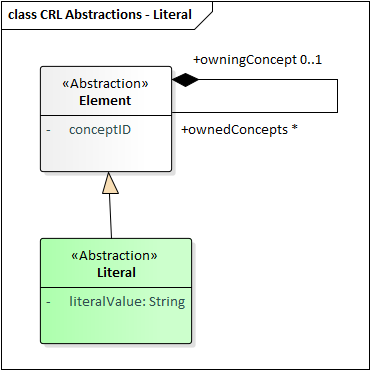 class CRL Abstractions - Literal
+owningConcept 0..1
«Abstraction»
Element
- conceptID
+ownedConcepts *
«Abstraction»
Literal
- literalValue: String